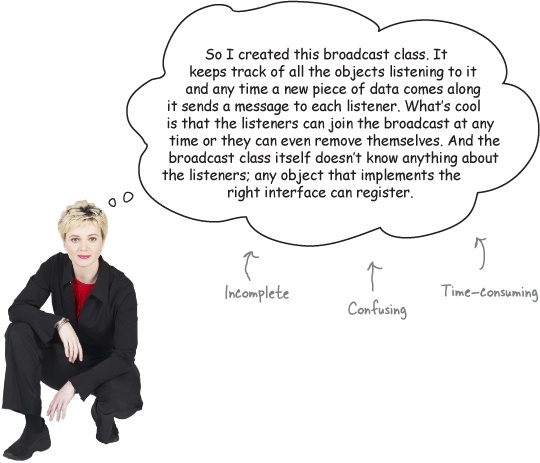 So I created this broadcast class. It
keeps track of all the objects listening to it
and any time a new piece of data comes along
it sends a message to each listener. What's cool
is that the listeners can join the broadcast at any
time or they can even remove themselves. And the
broadcast class itself doesn't know anything about
the listeners; any object that implements the
right interface can register.
Incomplete
Confusing
Time-consuming